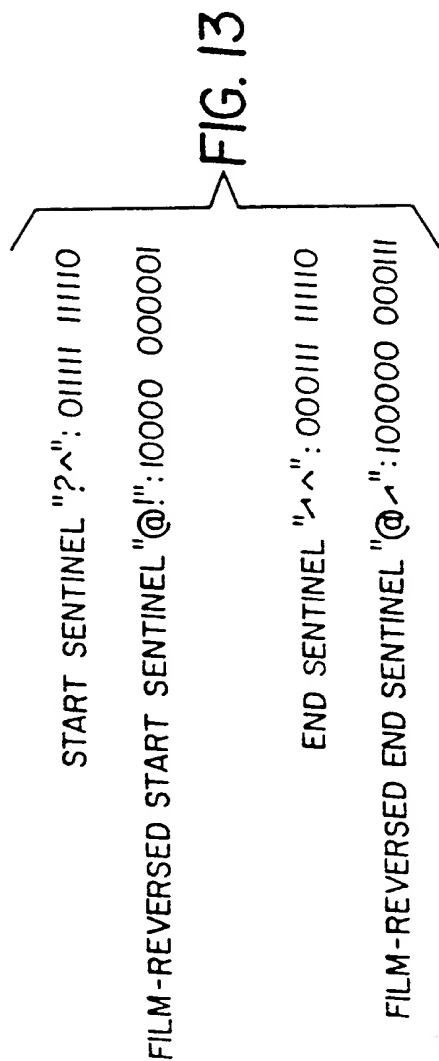 START SENTINEL "?^": 011111 111110
FILM-REVERSED START SENTINEL "@!": 10000 000001
END SENTINEL "~^": 000111 111110
FILM-REVERSED END SENTINEL "@~": 100000 000111
FIG. 13